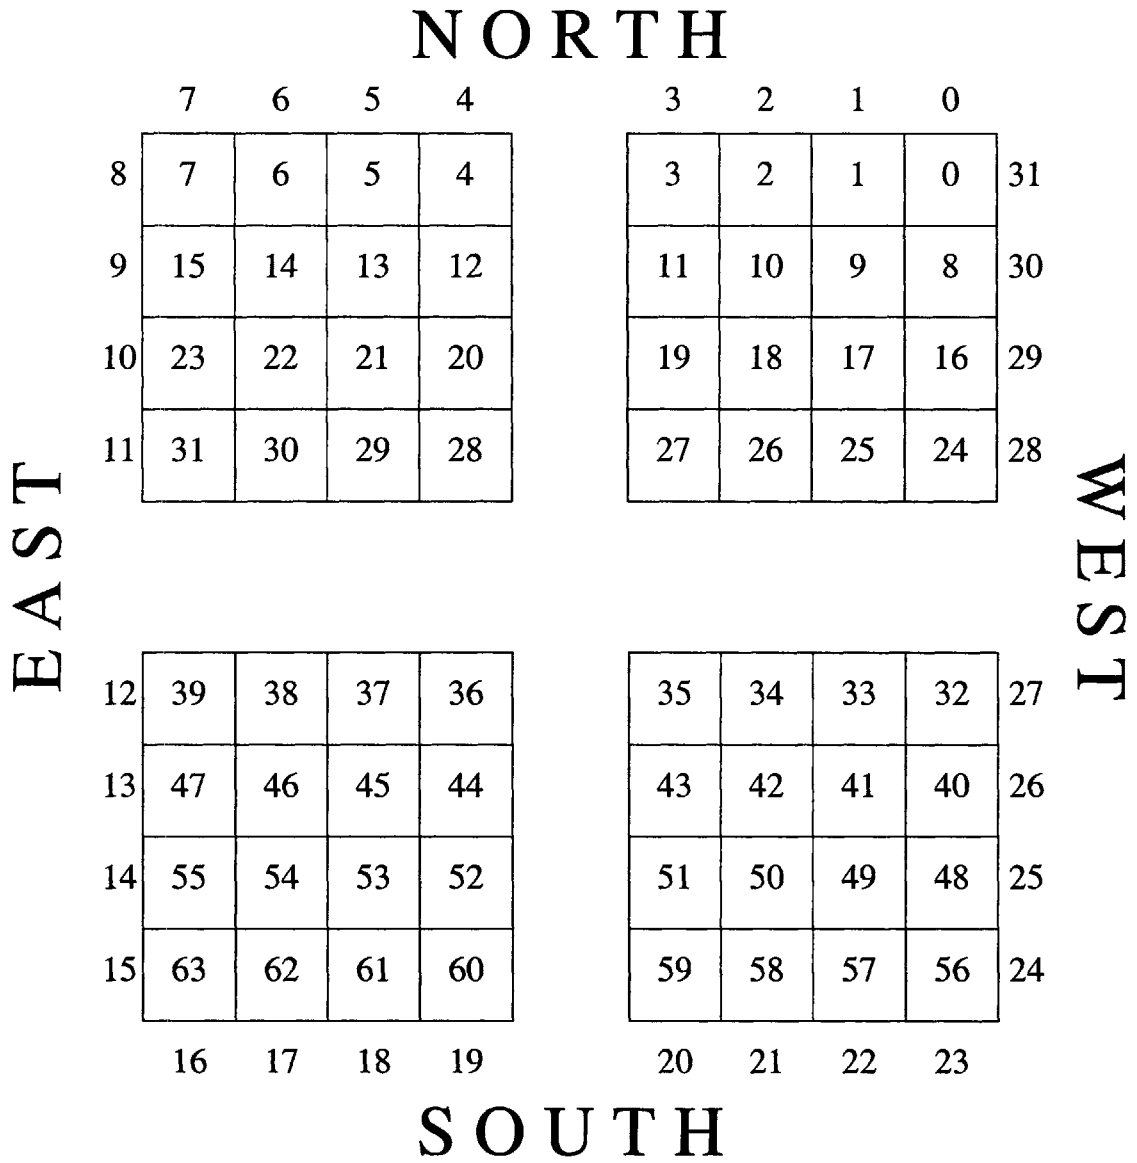 NORTH
7 6 5 4 3 2 1 0
8 7 6 5 4 3 2 1 0 31
9 15 14 13 12 11 10 9 8 30
10 23 22 21 20 19 18 17 16 29
11 31 30 29 28 27 26 25 24 28
EAST
WEST
12 39 38 37 36 35 34 33 32 27
13 47 46 45 44 43 42 41 40 26
14 55 54 53 52 51 50 49 48 25
15 63 62 61 60 59 58 57 56 24
16 17 18 19 20 21 22 23
SOUTH